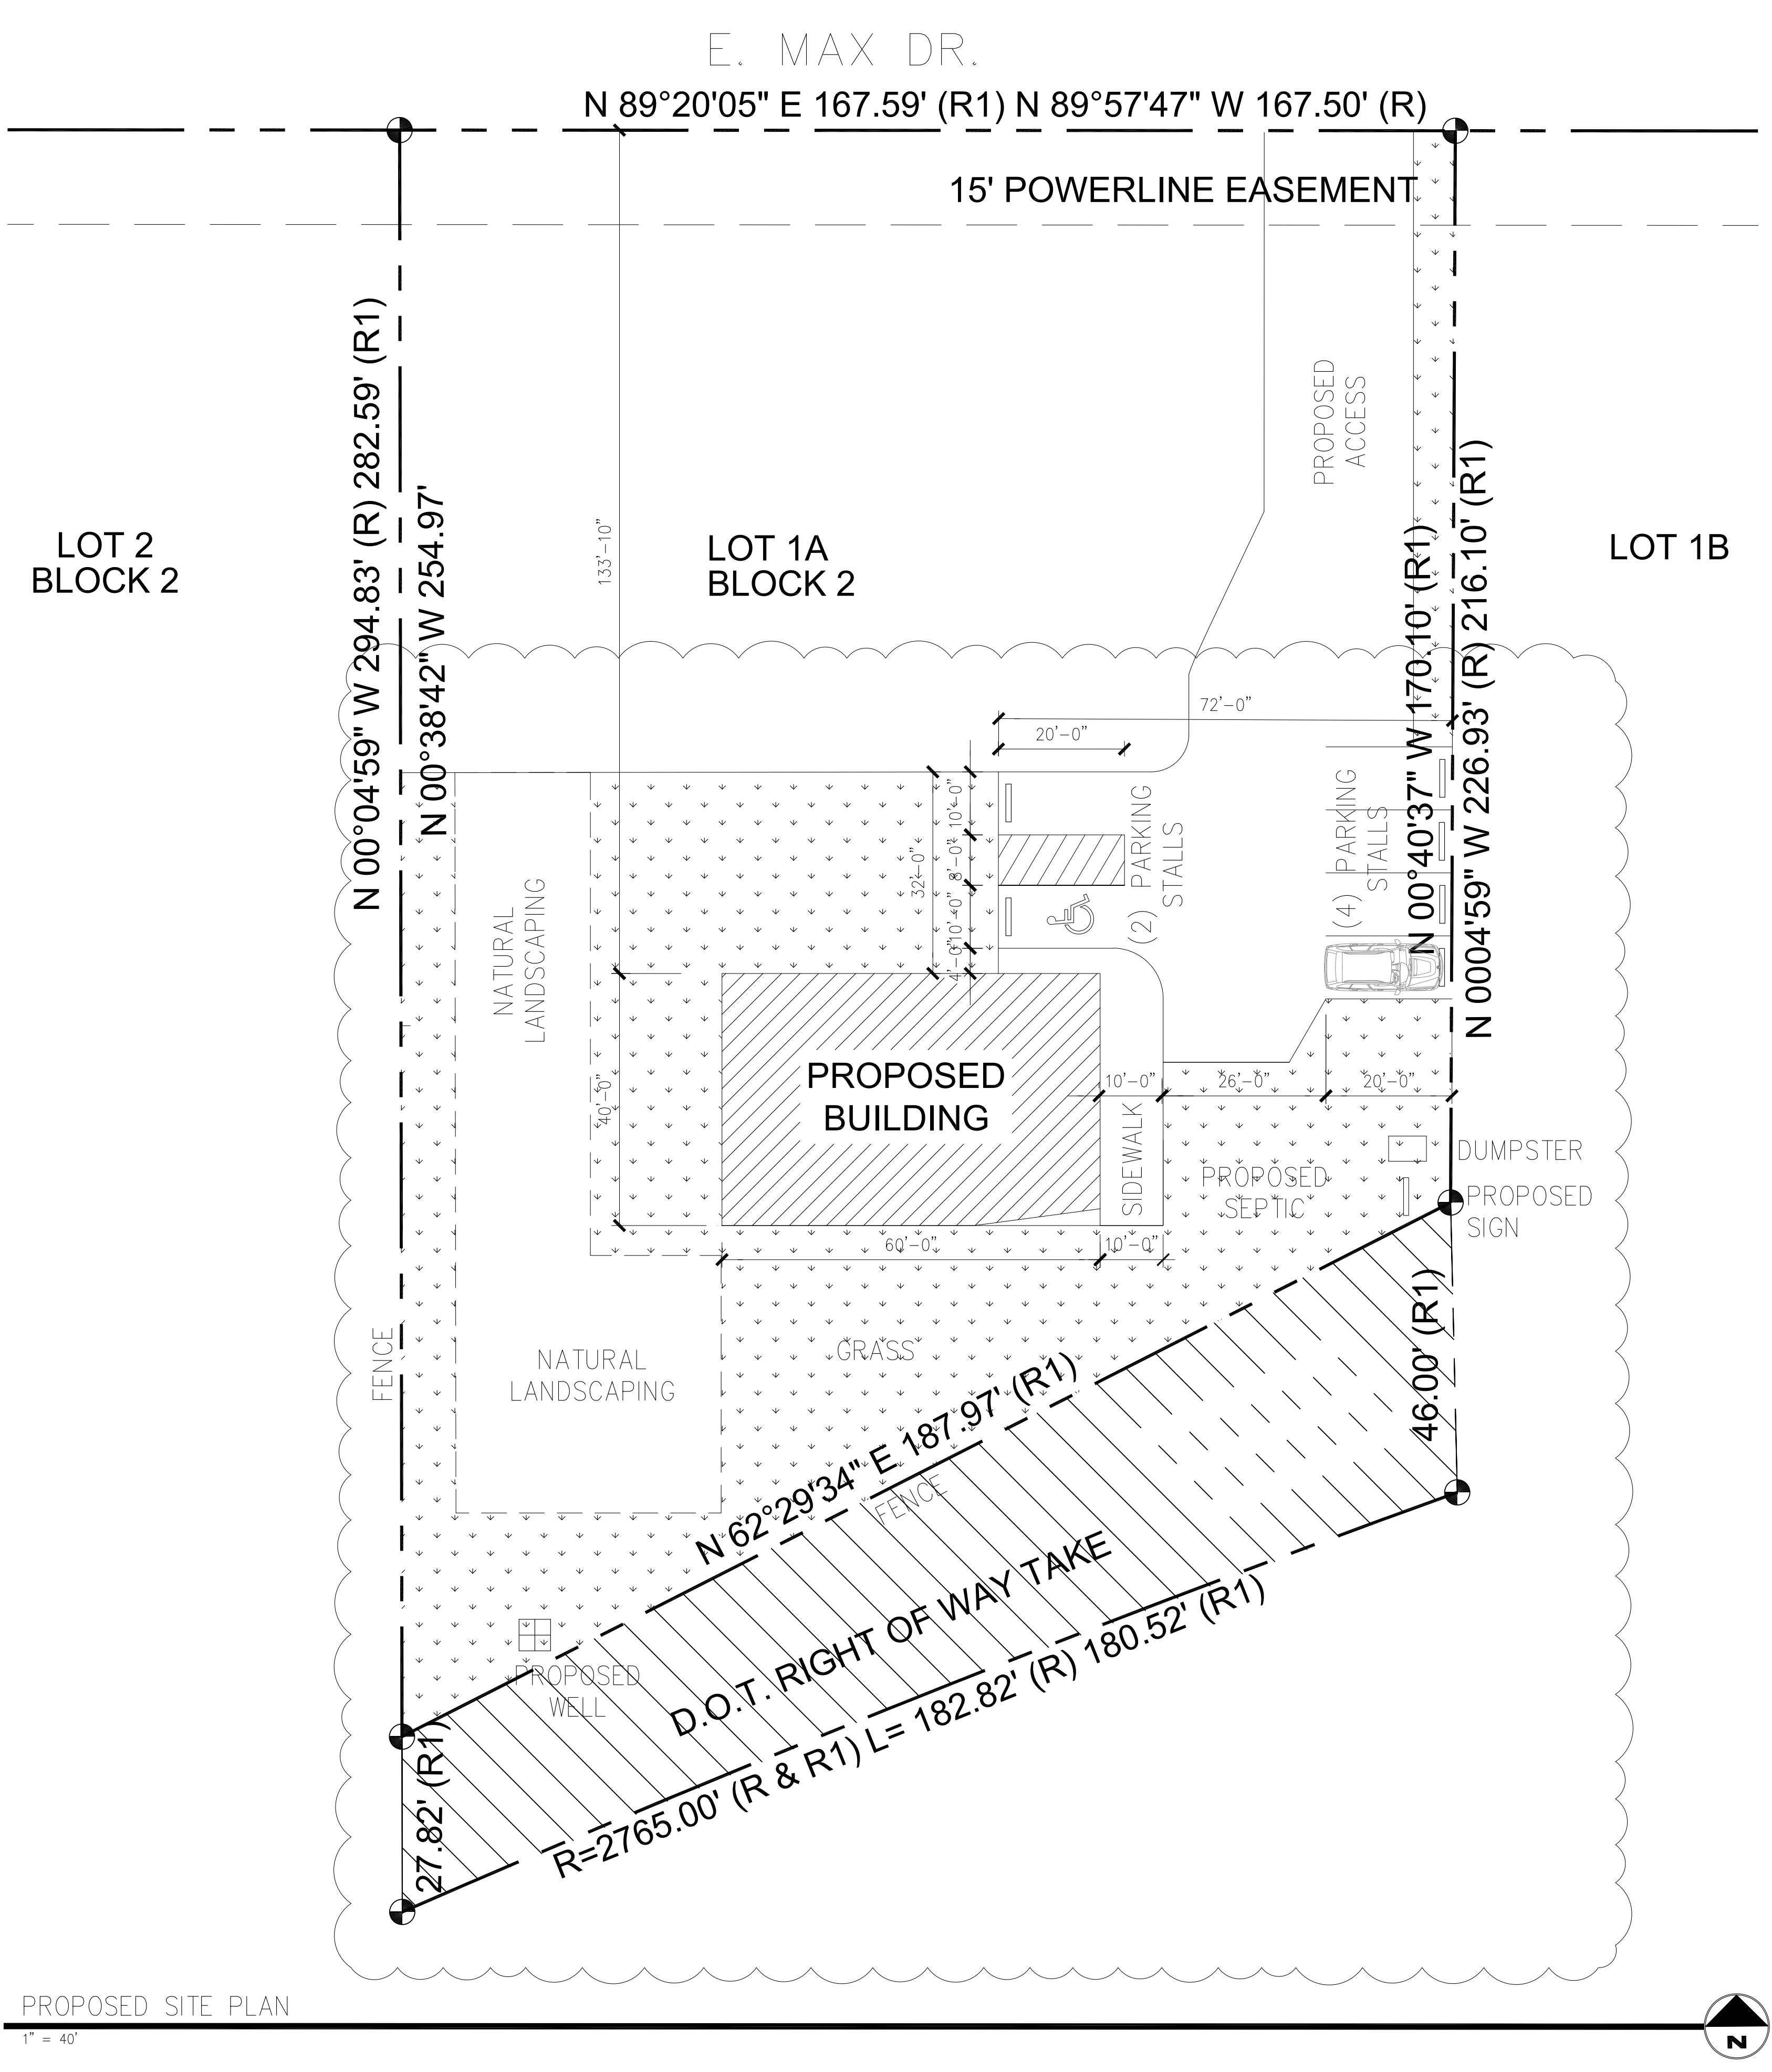 E. MAX DR.
N 89°20'05" E 167.59' (R1) N 89°57'47" W 167.50' (R)
15' POWERLINE EASEMENT
N 00°04'59" W 294.83' (R) 282.59' (R1)
N 00°38'42" W 254.97'
LOT 2
BLOCK 2
133'-10"
LOT 1A
BLOCK 2
PROPOSED
ACCESS
N 00°40'37" W 170.10' (R1)
N 0004'59" W 226.93' (R) 216.10' (R1)
LOT 1B
72'-0"
20'-0"
10'-0"
8'-0"
10'-0"
4'-0"
32'-0"
(2) PARKING
STALLS
(4) PARKING
STALLS
NATURAL
LANDSCAPING
PROPOSED
BUILDING
40'-0"
10'-0"
26'-0"
20'-0"
SIDEWALK
PROPOSED
SEPTIC
DUMPSTER
PROPOSED
SIGN
60'-0"
10'-0"
FENCE
NATURAL
LANDSCAPING
GRASS
N 62°29'34" E 187.97' (R1)
FENCE
46.00' (R1)
D.O.T. RIGHT OF WAY TAKE
PROPOSED
WELL
27.82' (R1)
R=2765.00' (R & R1) L= 182.82' (R) 180.52' (R1)
PROPOSED SITE PLAN
1" = 40'
N